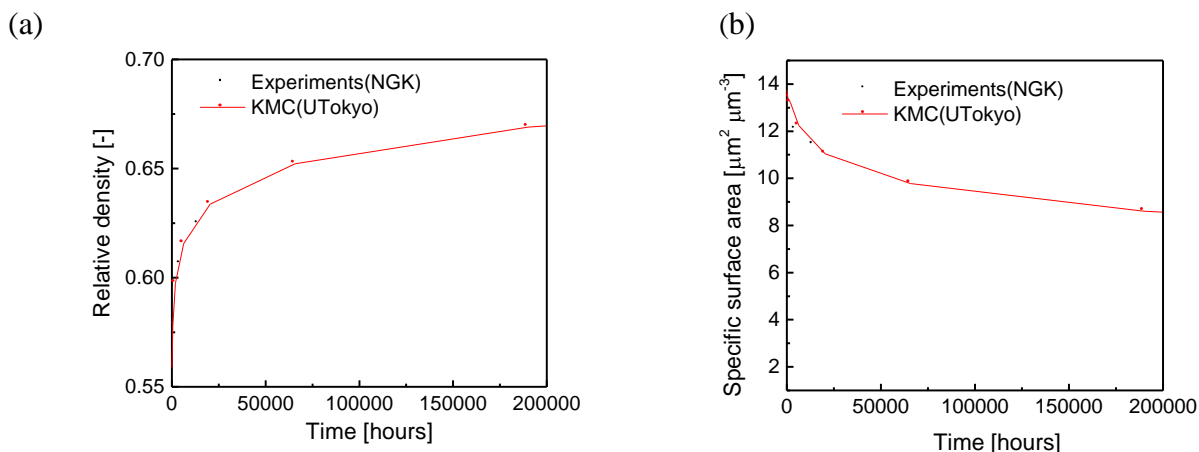 (a)
(b)
0.70
0.65
0.60
0.55
Relative density [-]
Experiments(NGK)
KMC(UTokyo)
0
50000
100000
150000
200000
Time [hours]
14
12
10
8
6
4
2
Specific surface area [μm² μm⁻³]
Experiments(NGK)
KMC(UTokyo)
0
50000
100000
150000
200000
Time [hours]